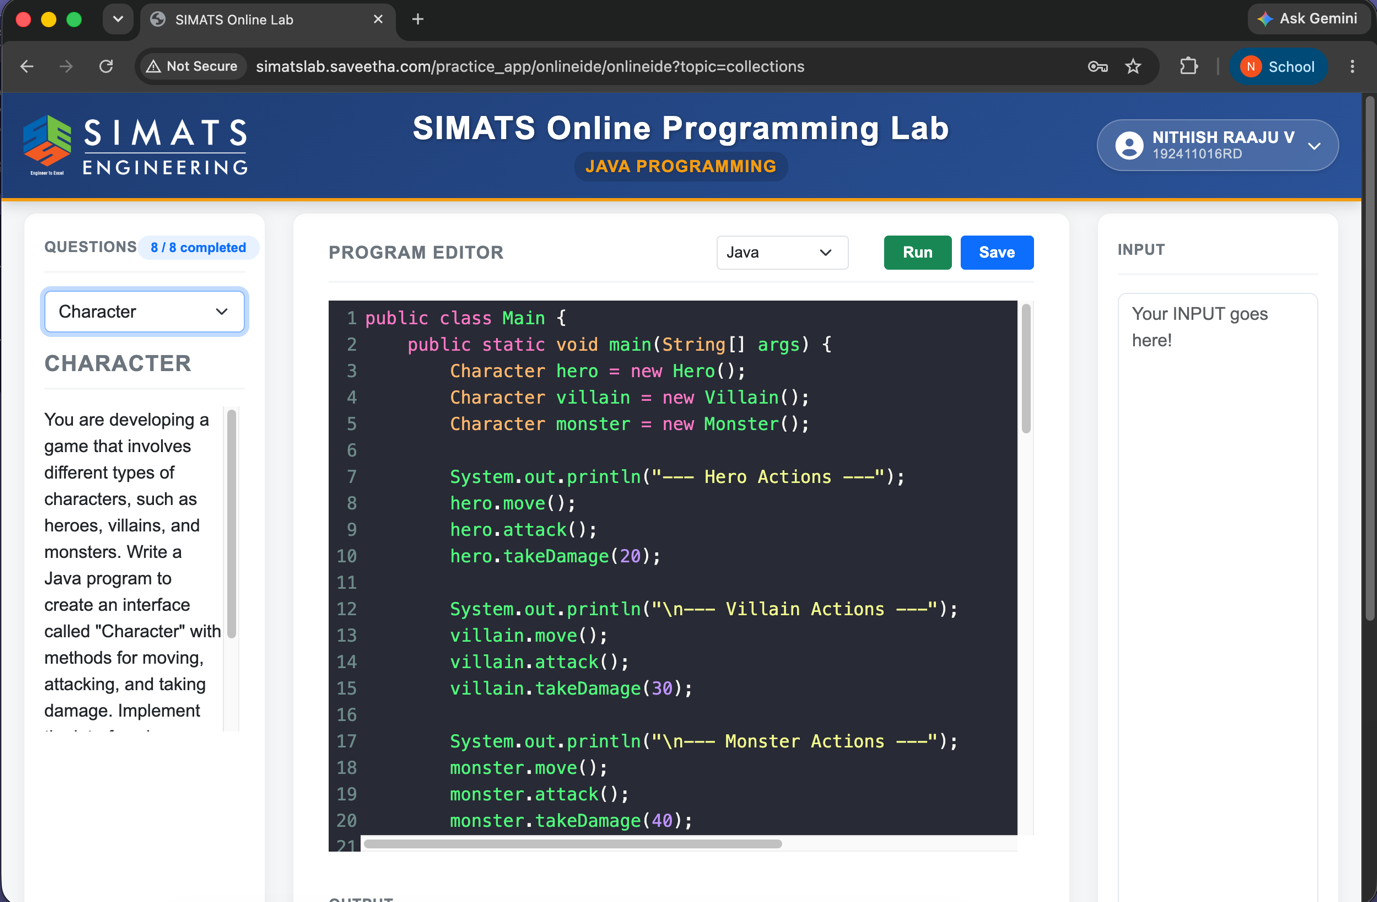 SIMATS Online Lab
Ask Gemini
Not Secure
simatslab.saveetha.com/practice_app/onlineide/onlineide?topic=collections
N School
SIMATS
ENGINEERING
Engineer to Excel
SIMATS Online Programming Lab
JAVA PROGRAMMING
NITHISH RAAJU V
192411016RD
QUESTIONS 8 / 8 completed
Character
CHARACTER
You are developing a
game that involves
different types of
characters, such as
heroes, villains, and
monsters. Write a
Java program to
create an interface
called "Character" with
methods for moving,
attacking, and taking
damage. Implement
PROGRAM EDITOR
Java
Run
Save
1 public class Main {
2     public static void main(String[] args) {
3         Character hero = new Hero();
4         Character villain = new Villain();
5         Character monster = new Monster();
6
7         System.out.println("--- Hero Actions ---");
8         hero.move();
9         hero.attack();
10         hero.takeDamage(20);
11
12         System.out.println("\n--- Villain Actions ---");
13         villain.move();
14         villain.attack();
15         villain.takeDamage(30);
16
17         System.out.println("\n--- Monster Actions ---");
18         monster.move();
19         monster.attack();
20         monster.takeDamage(40);
21
OUTPUT
INPUT
Your INPUT goes
here!